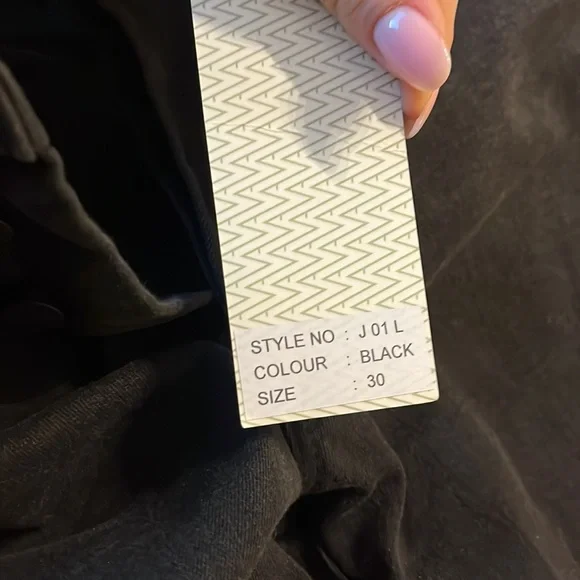 STYLE NO : J 01 L
COLOUR : BLACK
SIZE : 30